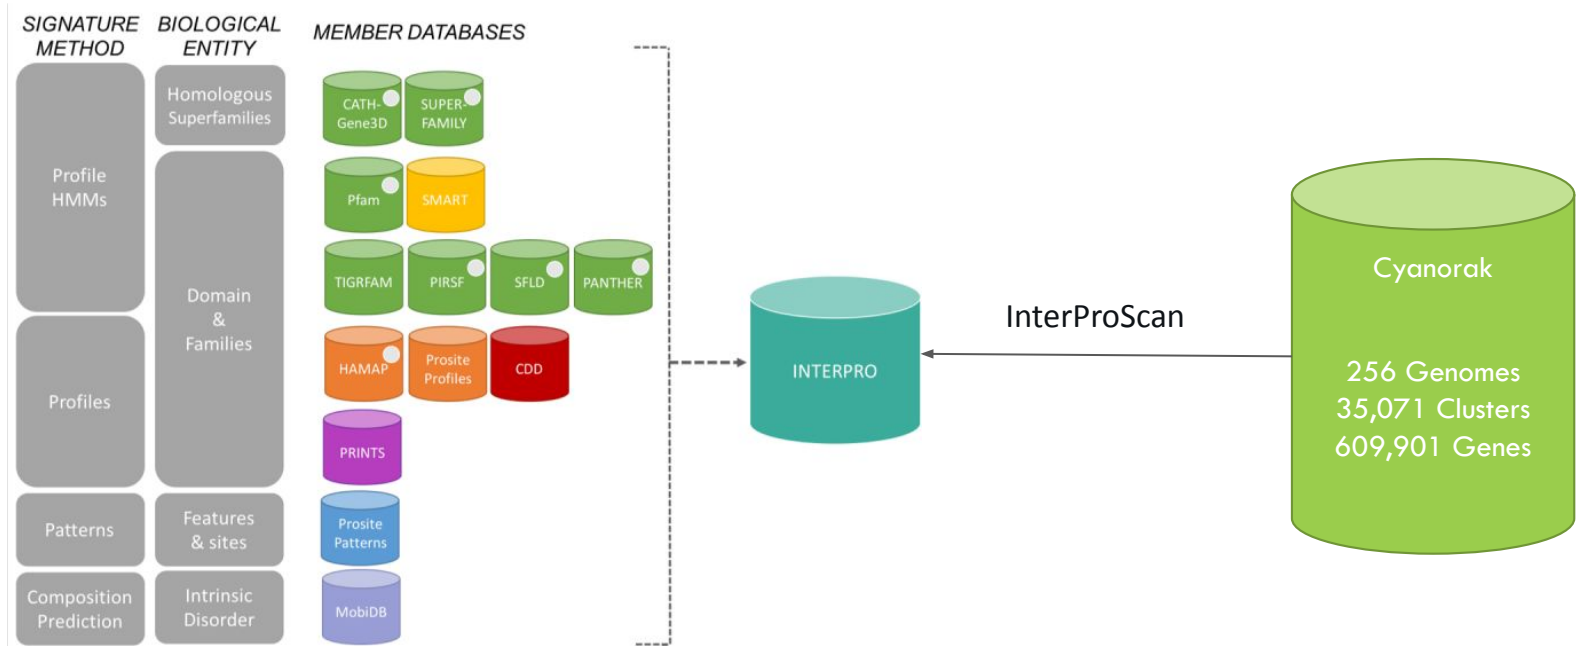 SIGNATURE
METHOD
BIOLOGICAL
ENTITY
MEMBER DATABASES
Profile
HMMs
Profiles
Patterns
Composition
Prediction
Homologous
Superfamilies
Domain
&
Families
Features
& sites
Intrinsic
Disorder
CATH-
Gene3D
SUPER-
FAMILY
Pfam
SMART
TIGRFAM
PIRSF
SFLD
PANTHER
HAMAP
Prosite
Profiles
CDD
PRINTS
Prosite
Patterns
MobiDB
INTERPRO
InterProScan
Cyanorak
256 Genomes
35,071 Clusters
609,901 Genes